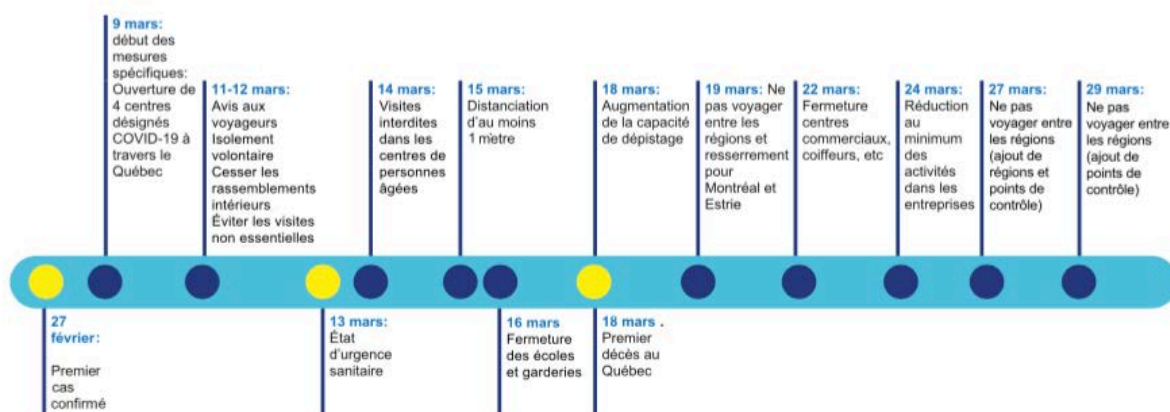 9 mars:
début des
mesures
spécifiques:
Ouverture de
4 centres
désignés
COVID-19 à
travers le
Québec
11-12 mars:
Avis aux
voyageurs
Isolement
volontaire
Cesser les
rassemblements
intérieurs
Éviter les visites
non essentielles
14 mars:
Visites
interdites
dans les
centres de
personnes
âgées
15 mars:
Distanciation
d'au moins
1 mètre
18 mars:
Augmentation
de la capacité
de dépistage
19 mars: Ne
pas voyager
entre les
régions et
resserrement
pour
Montréal et
Estrie
22 mars:
Fermeture
centres
commerciaux,
coiffeurs, etc
24 mars:
Réduction
au
minimum
des
activités
dans les
entreprises
27 mars:
Ne pas
voyager entre
les régions
(ajout de
régions et
points de
contrôle)
29 mars:
Ne pas
voyager entre
les régions
(ajout de
points de
contrôle)
27
février:
Premier
cas
confirmé
13 mars:
État
d'urgence
sanitaire
16 mars
Fermeture
des écoles
et garderies
18 mars .
Premier
décès au
Québec